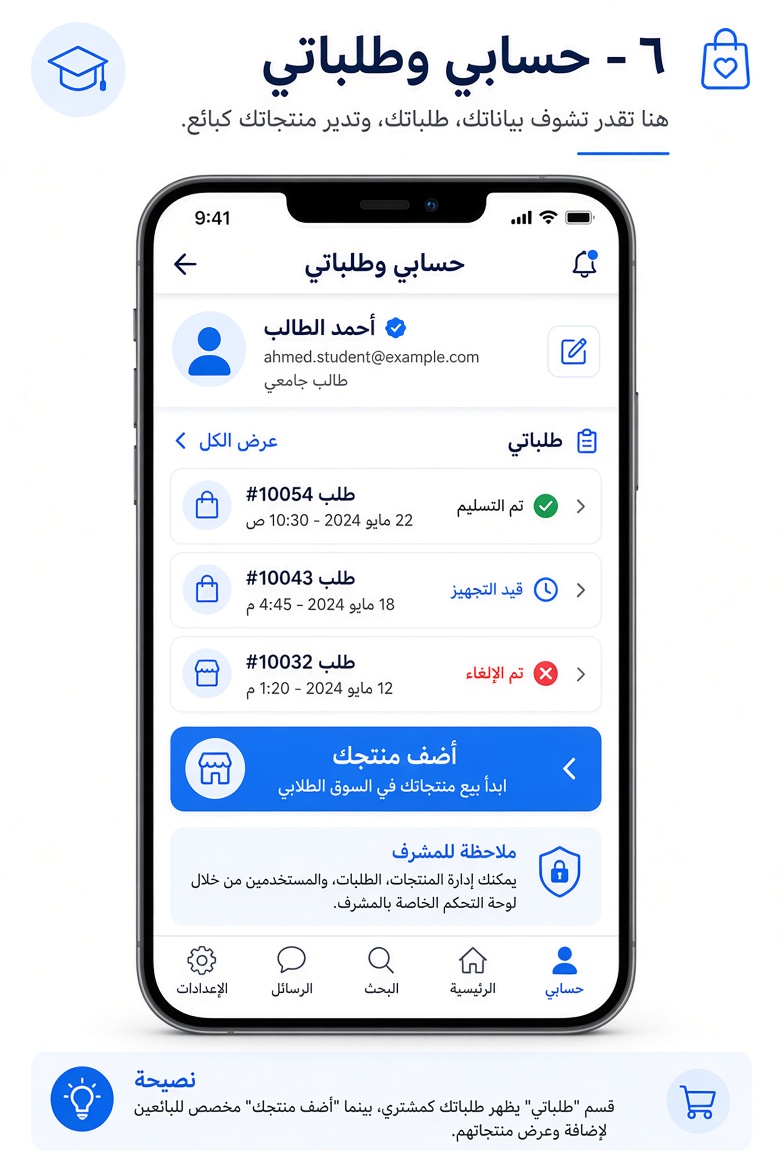 ٦ - حسابي وطلباتي
هنا تقدر تشوف بياناتك، طلباتك، وتدير منتجاتك كبائع.
9:41
حسابي وطلباتي
أحمد الطالب
ahmed.student@example.com
طالب جامعي
طلباتي
عرض الكل
طلب 10054#
22 مايو 2024 - 10:30 ص
تم التسليم
طلب 10043#
18 مايو 2024 - 4:45 م
قيد التجهيز
طلب 10032#
12 مايو 2024 - 1:20 م
تم الإلغاء
أضف منتجك
ابدأ بيع منتجاتك في السوق الطلابي
ملاحظة للمشرف
يمكنك إدارة المنتجات، الطلبات، والمستخدمين من خلال
لوحة التحكم الخاصة بالمشرف.
حسابي
الرئيسية
البحث
الرسائل
الإعدادات
نصيحة
قسم "طلباتي" يظهر طلباتك كمشتري، بينما "أضف منتجك" مخصص للبائعين
لإضافة وعرض منتجاتهم.